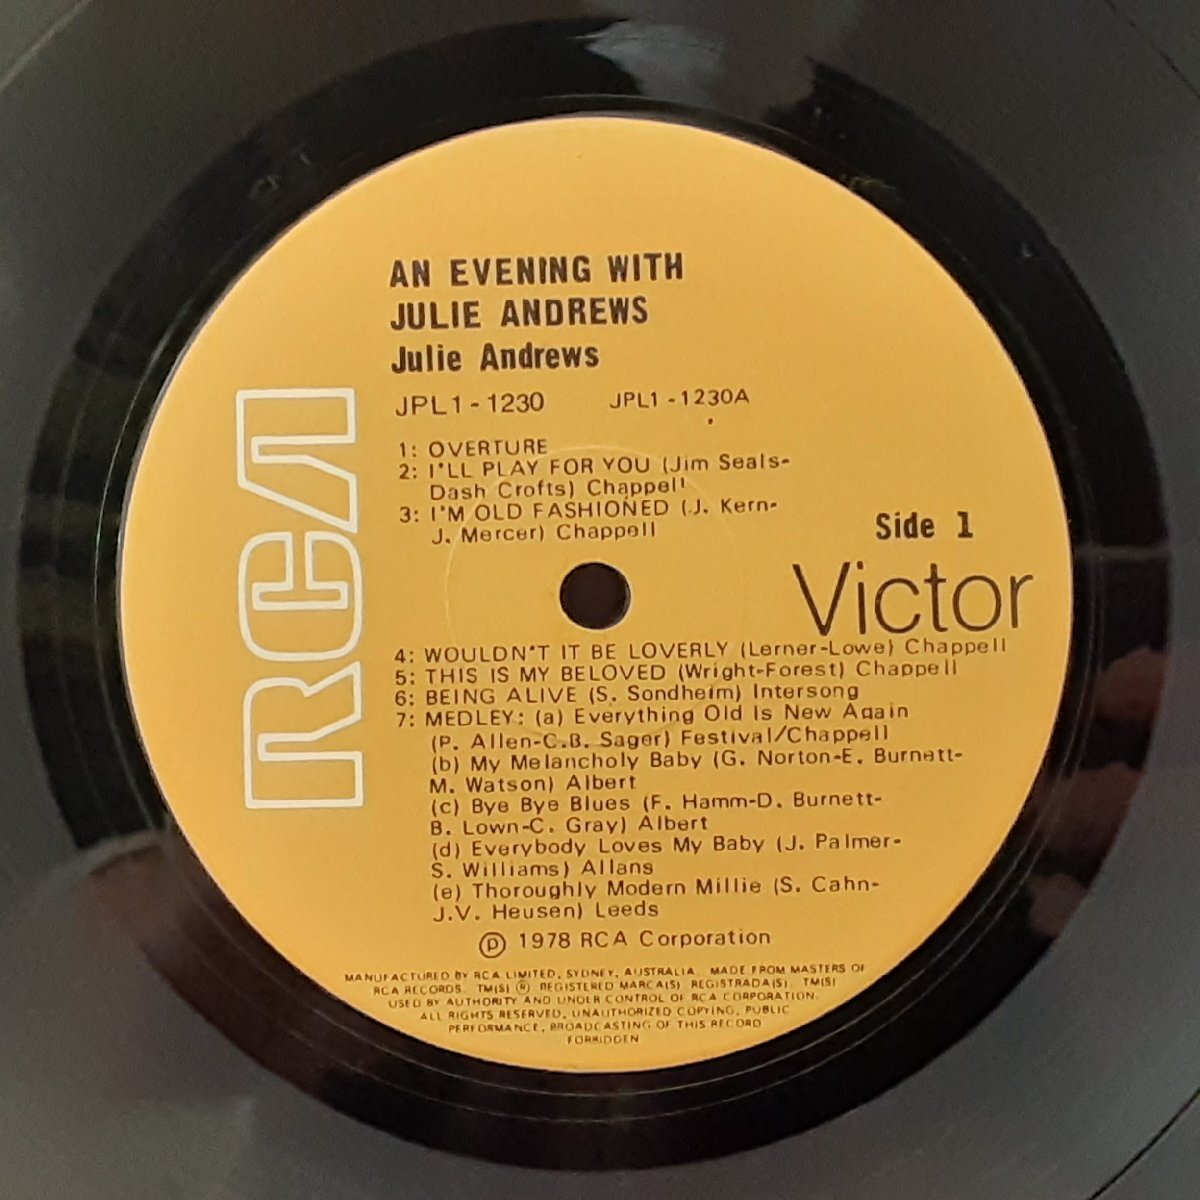 AN EVENING WITH
JULIE ANDREWS
Julie Andrews
JPL1-1230 JPL1-1230A
1: OVERTURE
2: I'LL PLAY FOR YOU (Jim Seals-
Dash Crofts) Chappell
3: I'M OLD FASHIONED (J. Kern-
J. Mercer) Chappell
Side 1
RCA
Victor
4: WOULDN'T IT BE LOVERLY (Lerner-Lowe) Chappell
5: THIS IS MY BELOVED (Wright-Forest) Chappell
6: BEING ALIVE (S. Sondheim) Intersong
7: MEDLEY: (a) Everything Old Is New Again
(P. Allen-C.B. Sager) Festival/Chappell
(b) My Melancholy Baby (G. Norton-E. Burnett-
M. Watson) Albert
(c) Bye Bye Blues (F. Hamm-D. Burnett-
B. Lown-C. Gray) Albert
(d) Everybody Loves My Baby (J. Palmer-
S. Williams) Allans
(e) Thoroughly Modern Millie (S. Cahn-
J.V. Heusen) Leeds
Ⓟ 1978 RCA Corporation
MANUFACTURED BY RCA LIMITED, SYDNEY, AUSTRALIA. MADE FROM MASTERS OF
RCA RECORDS. TM(S) ® REGISTERED MARCA(S) REGISTRADA(S). TM(S)
USED BY AUTHORITY AND UNDER CONTROL OF RCA CORPORATION.
ALL RIGHTS RESERVED, UNAUTHORIZED COPYING, PUBLIC
PERFORMANCE, BROADCASTING OF THIS RECORD
FORBIDDEN